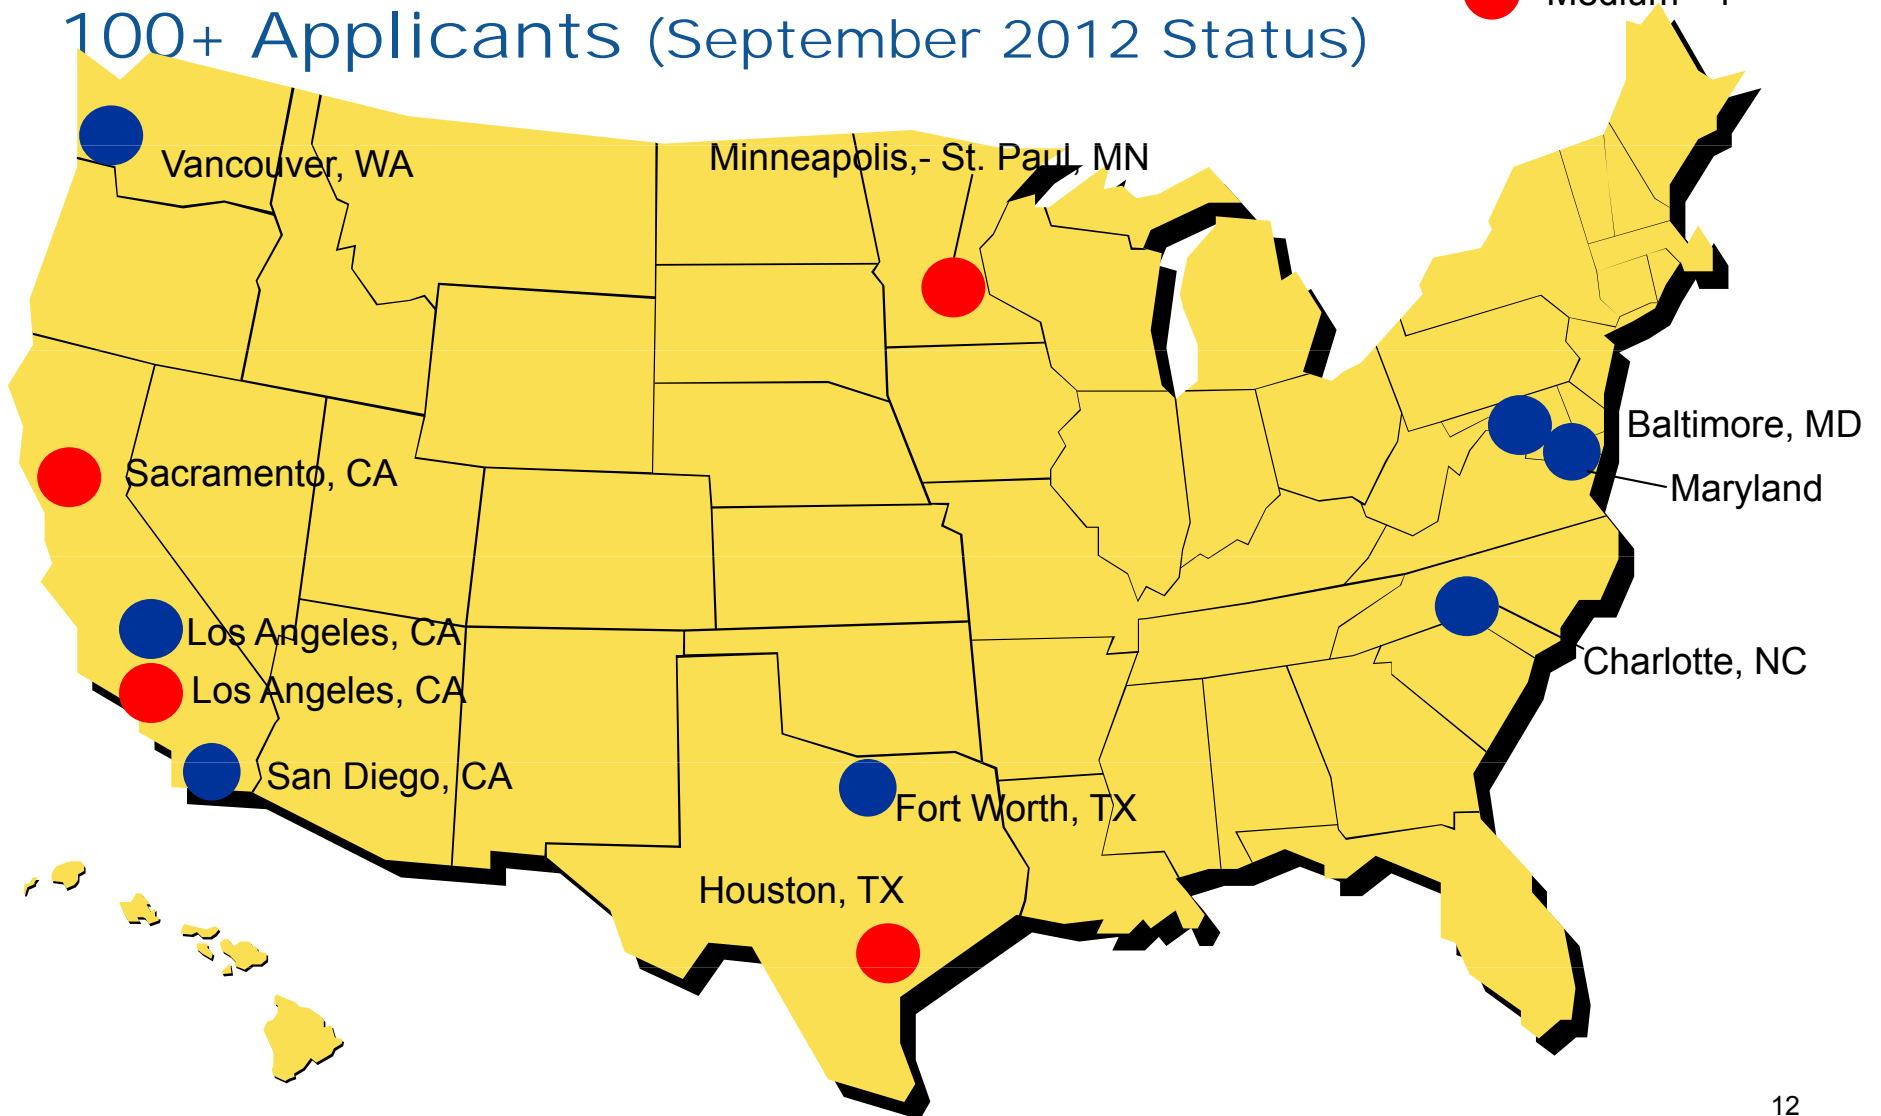 100+ Applicants (September 2012 Status)
Vancouver, WA
Minneapolis,- St. Paul, MN
Baltimore, MD
Sacramento, CA
Maryland
Los Angeles, CA
Charlotte, NC
Los Angeles, CA
San Diego, CA
Fort Worth, TX
Houston, TX
12